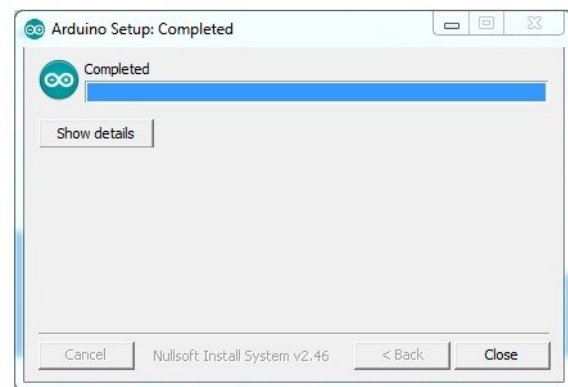 Arduino Setup: Completed
Completed
Show details
Cancel Nullsoft Install System v2.46 < Back Close